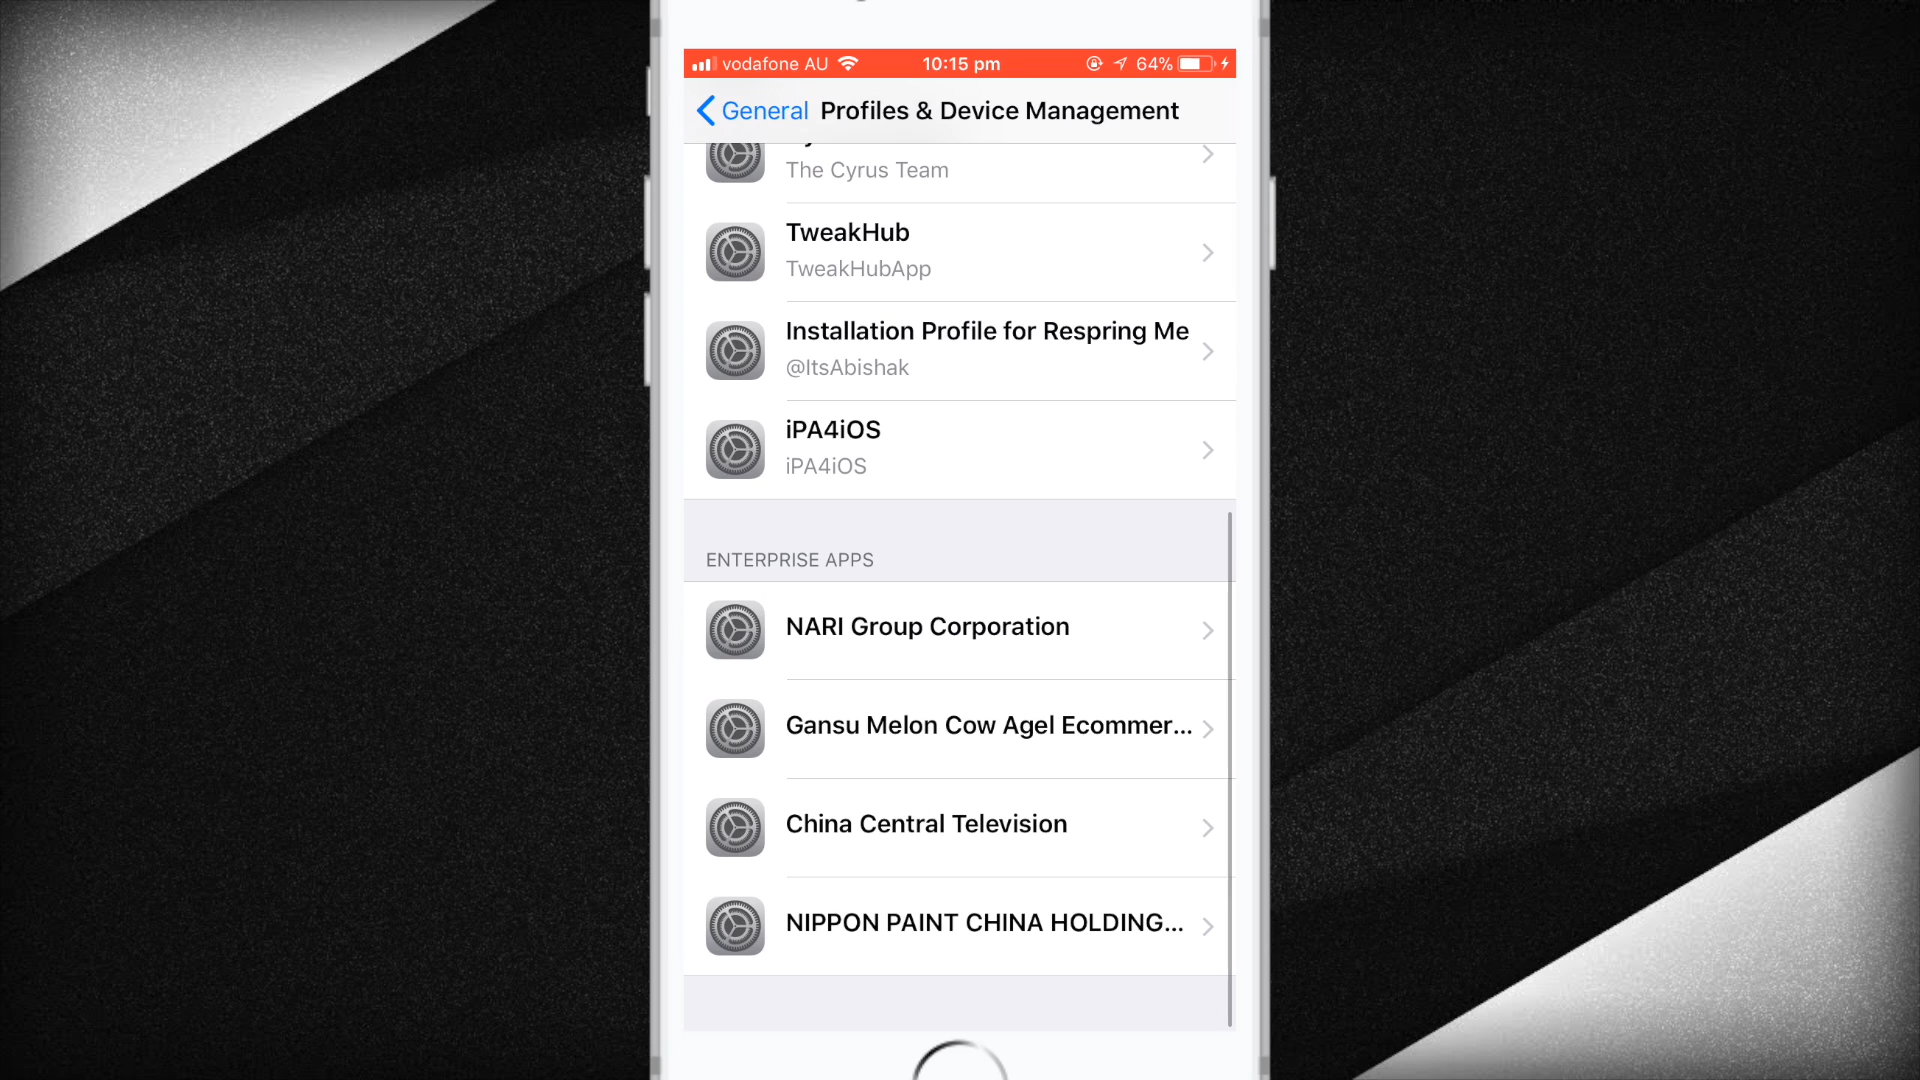 vodafone AU 10:15 pm 64%
General Profiles & Device Management
The Cyrus Team
TweakHub
TweakHubApp
Installation Profile for Respring Me
@ItsAbishak
iPA4iOS
iPA4iOS
ENTERPRISE APPS
NARI Group Corporation
Gansu Melon Cow Agel Ecommer...
China Central Television
NIPPON PAINT CHINA HOLDING...